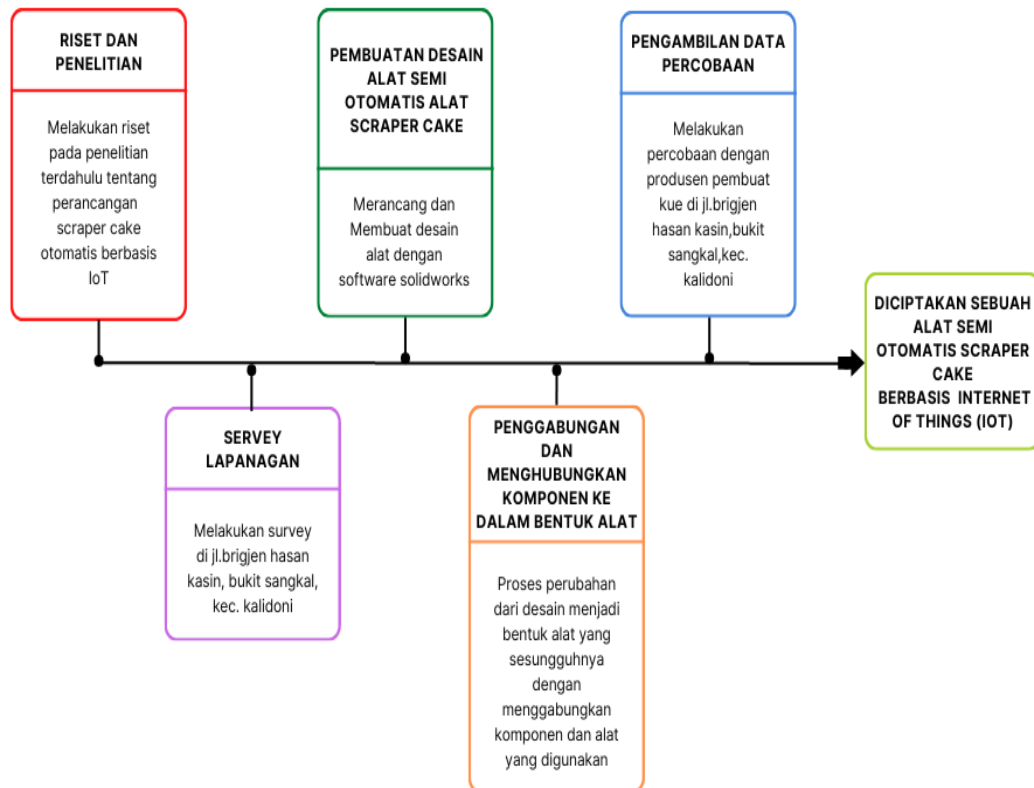 RISET DAN
PENELITIAN
Melakukan riset
pada penelitian
terdahulu tentang
perancangan
scraper cake
otomatis berbasis
IoT
SERVEY
LAPANAGAN
Melakukan survey
di jl.brigjen hasan
kasin, bukit sangkal,
kec. kalidoni
PEMBUATAN DESAIN
ALAT SEMI
OTOMATIS ALAT
SCRAPER CAKE
Merancang dan
Membuat desain
alat dengan
software solidworks
PENGGABUNGAN
DAN
MENGHUBUNGKAN
KOMPONEN KE
DALAM BENTUK ALAT
Proses perubahan
dari desain menjadi
bentuk alat yang
sesungguhnya
dengan
menggabungkan
komponen dan alat
yang digunakan
PENGAMBILAN DATA
PERCOBAAN
Melakukan
percobaan dengan
produsen pembuat
kue di jl.brigjen
hasan kasin,bukit
sangkal,kec.
kalidoni
DICIPTAKAN SEBUAH
ALAT SEMI
OTOMATIS SCRAPER
CAKE
BERBASIS INTERNET
OF THINGS (IOT)